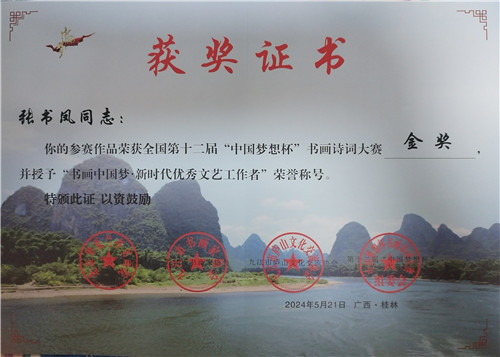 获奖证书
张书凤同志：
你的参赛作品荣获全国第十二届“中国梦想杯”书画诗词大赛 金奖 ，
并授予“书画中国梦·新时代优秀文艺工作者”荣誉称号。
特颁此证 以资鼓励
2024年5月21日 广西·桂林